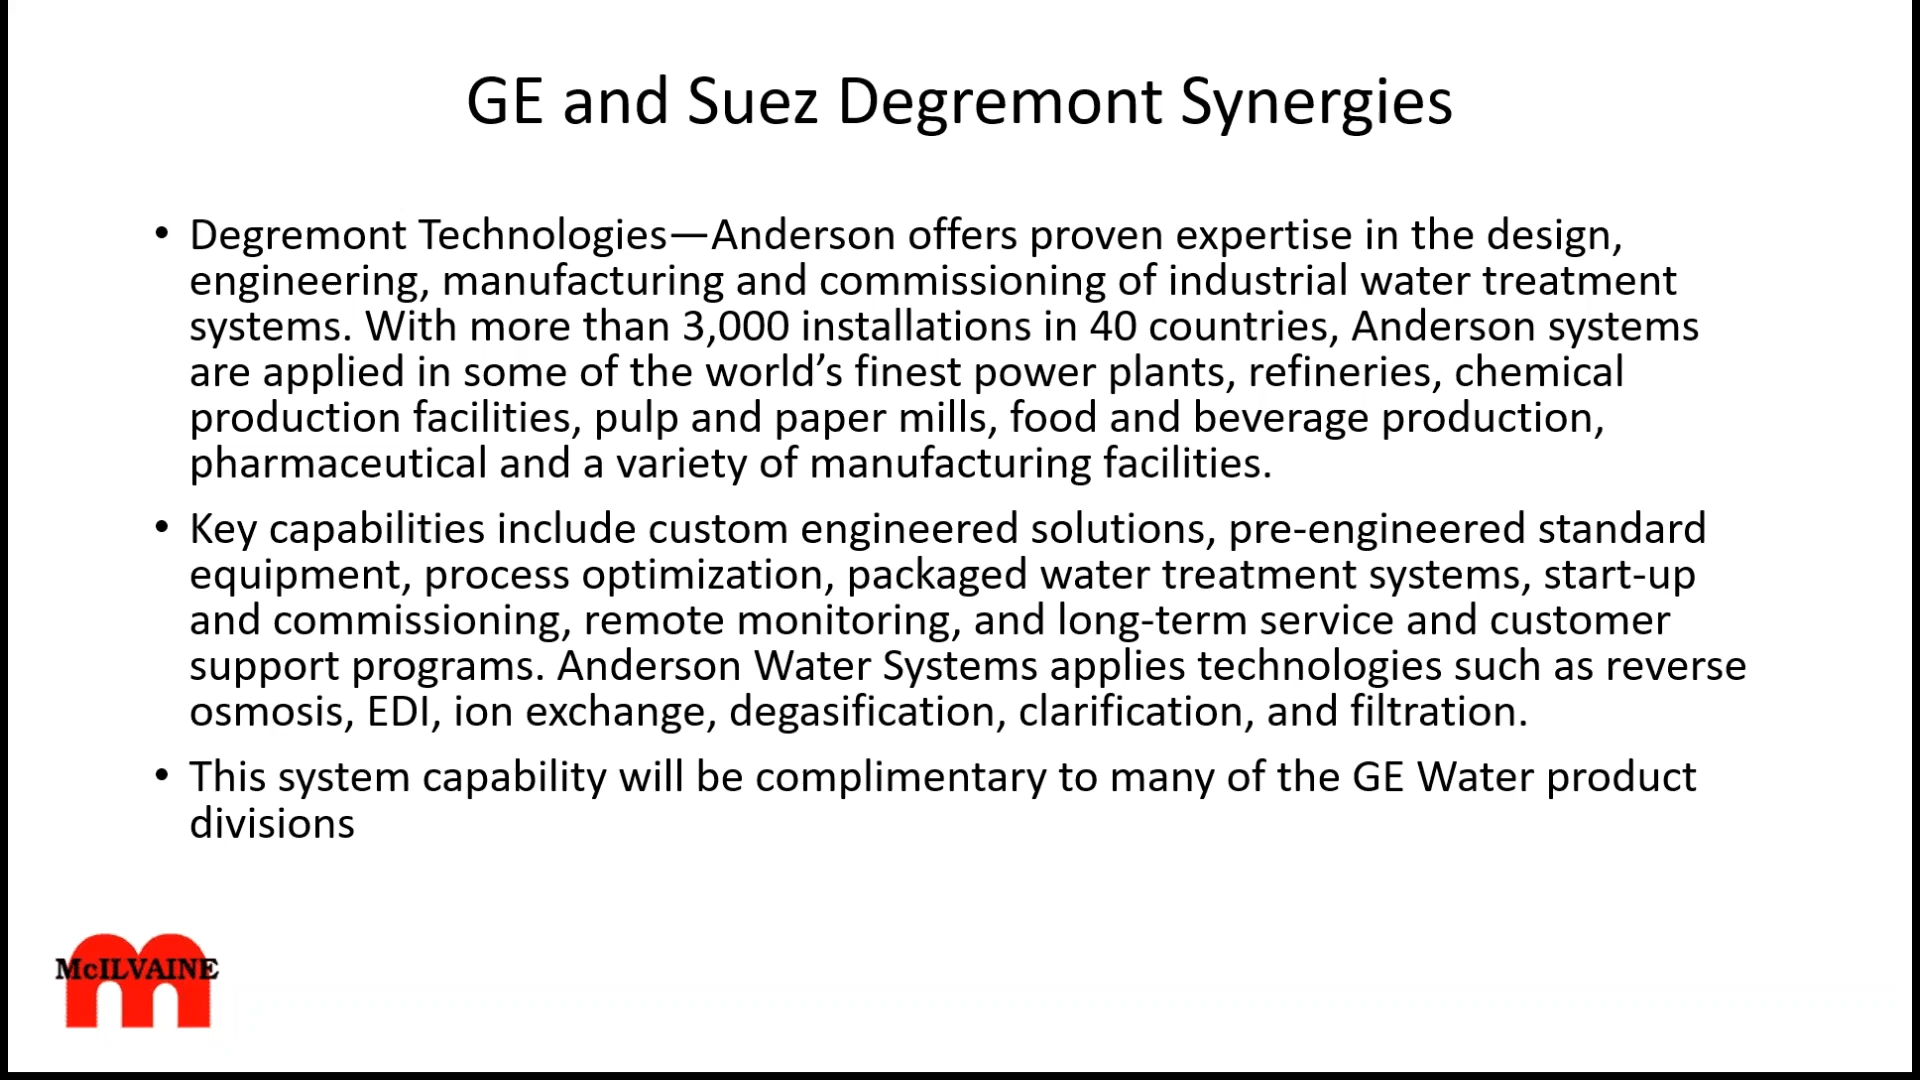 GE and Suez Degremont Synergies
• Degremont Technologies—Anderson offers proven expertise in the design,
engineering, manufacturing and commissioning of industrial water treatment
systems. With more than 3,000 installations in 40 countries, Anderson systems
are applied in some of the world’s finest power plants, refineries, chemical
production facilities, pulp and paper mills, food and beverage production,
pharmaceutical and a variety of manufacturing facilities.
• Key capabilities include custom engineered solutions, pre-engineered standard
equipment, process optimization, packaged water treatment systems, start-up
and commissioning, remote monitoring, and long-term service and customer
support programs. Anderson Water Systems applies technologies such as reverse
osmosis, EDI, ion exchange, degasification, clarification, and filtration.
• This system capability will be complimentary to many of the GE Water product
divisions
McILVAINE